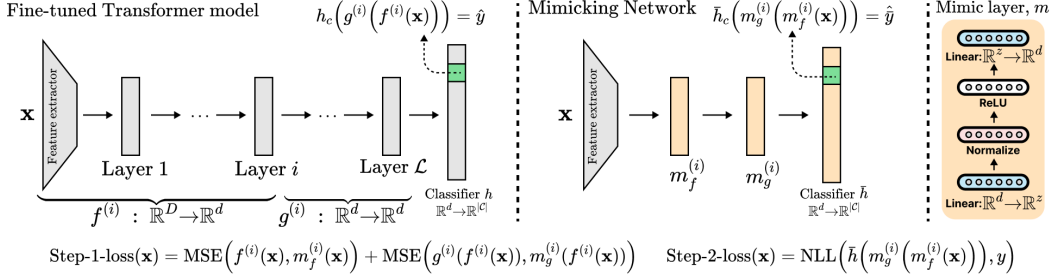 Fine-tuned Transformer model
h_c(g^{(i)}(f^{(i)}(x))) = ŷ
x
Feature extractor
...
...
Layer 1
Layer i
Layer ℒ
Classifier h
ℝ^d→ℝ^{|𝒞|}
f^{(i)} : ℝ^D→ℝ^d
g^{(i)} : ℝ^d→ℝ^d
Mimicking Network
h̄_c(m_g^{(i)}(m_f^{(i)}(x))) = ŷ̄
x
Feature extractor
m_f^{(i)}
m_g^{(i)}
Classifier h̄
ℝ^d→ℝ^{|𝒞|}
Mimic layer, m
Linear:ℝ^z→ℝ^d
ReLU
Normalize
Linear:ℝ^d→ℝ^z
Step-1-loss(x) = MSE(f^{(i)}(x), m_f^{(i)}(x)) + MSE(g^{(i)}(f^{(i)}(x)), m_g^{(i)}(f^{(i)}(x)))
Step-2-loss(x) = NLL(h̄(m_g^{(i)}(m_f^{(i)}(x))), y)